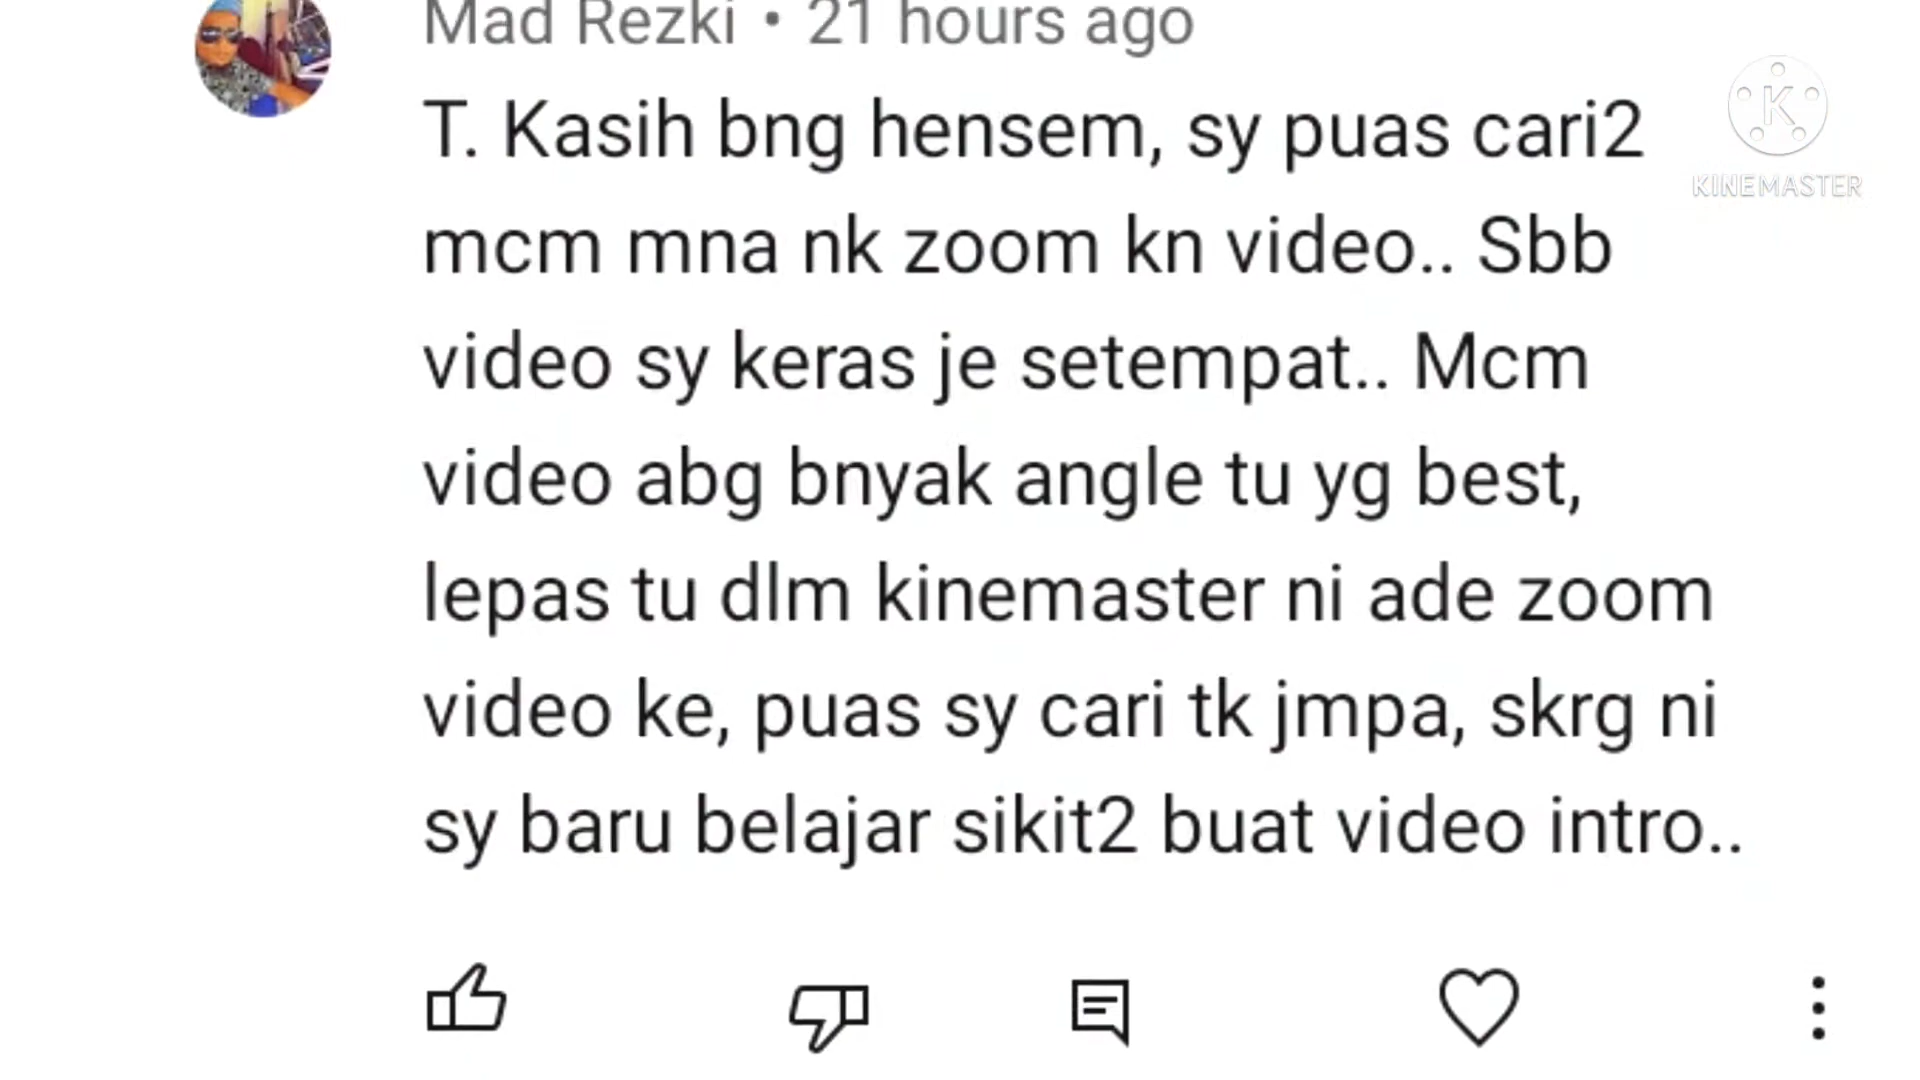 Mad Rezki • 21 hours ago
T. Kasih bng hensem, sy puas cari2
mcm mna nk zoom kn video.. Sbb
video sy keras je setempat.. Mcm
video abg bnyak angle tu yg best,
lepas tu dlm kinemaster ni ade zoom
video ke, puas sy cari tk jmpa, skrg ni
sy baru belajar sikit2 buat video intro..
K
KINEMASTER